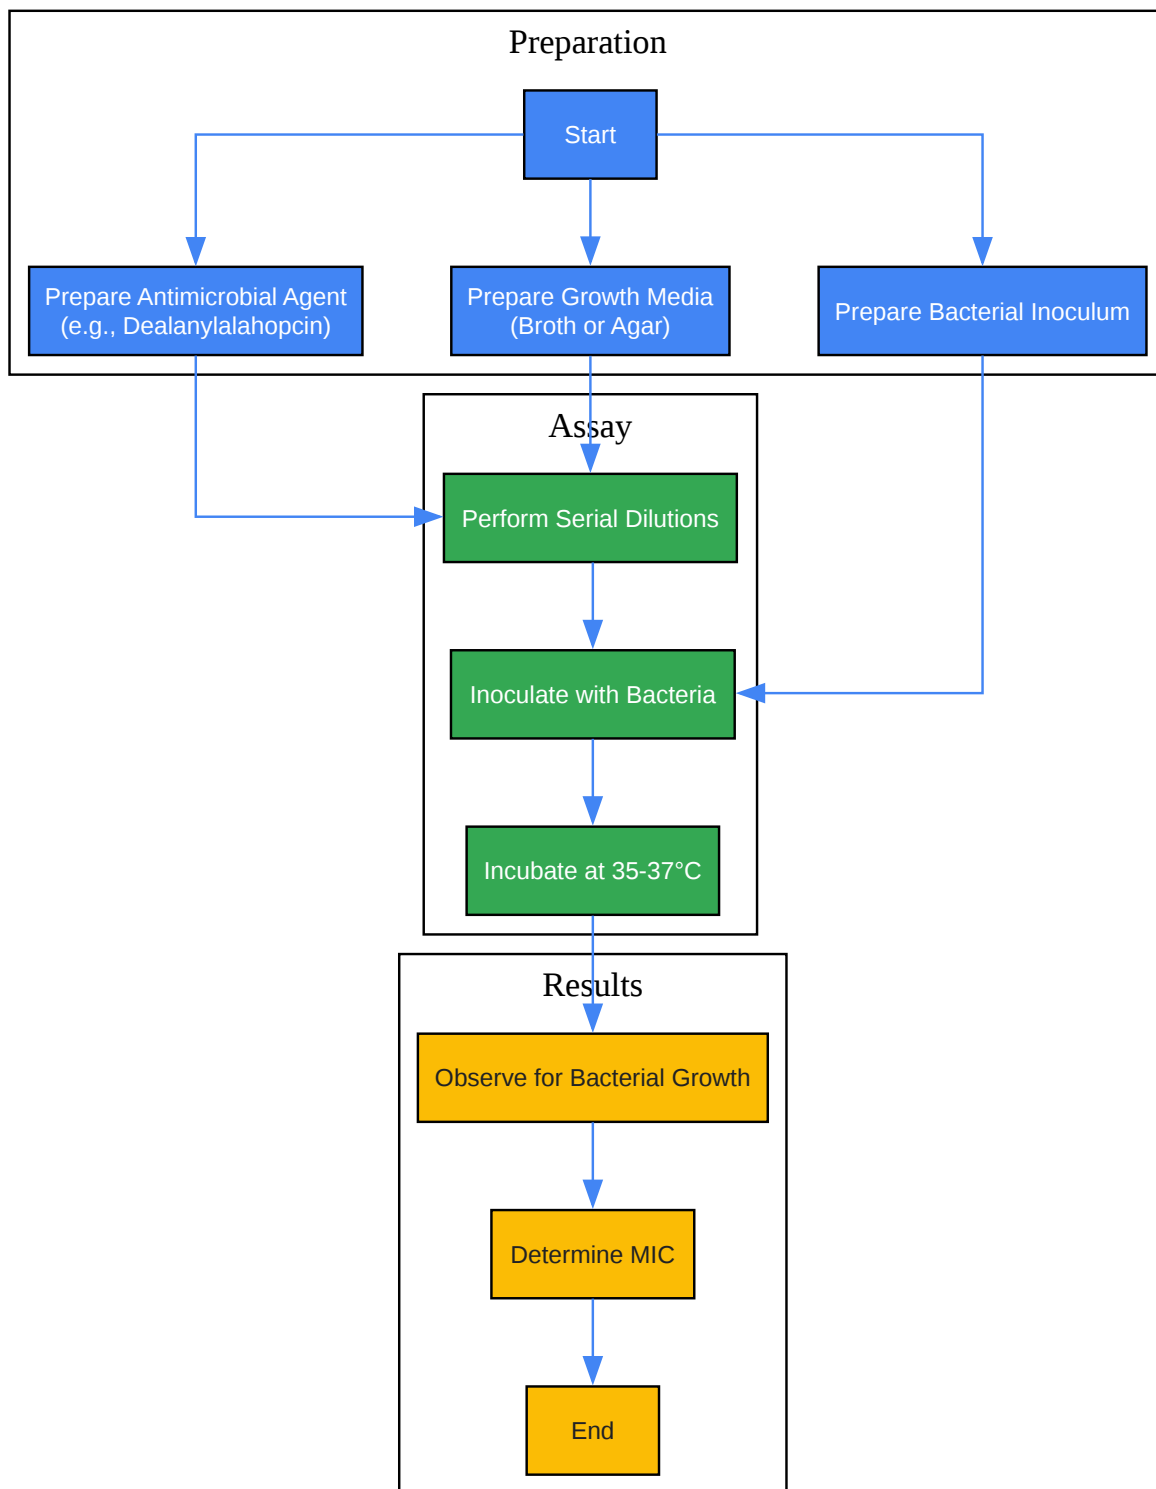 Preparation
Start
Prepare Antimicrobial Agent
(e.g., Dealanylalahopcin)
Prepare Growth Media
(Broth or Agar)
Prepare Bacterial Inoculum
Assay
Perform Serial Dilutions
Inoculate with Bacteria
Incubate at 35-37°C
Results
Observe for Bacterial Growth
Determine MIC
End